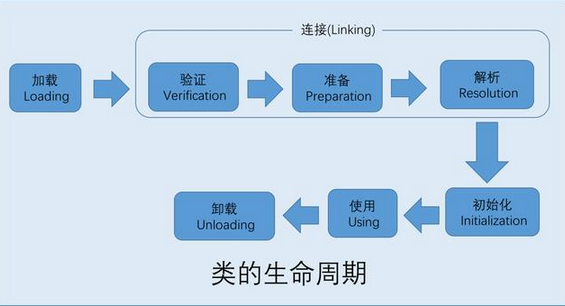 连接(Linking)
加载
Loading
验证
Verification
准备
Preparation
解析
Resolution
初始化
Initialization
使用
Using
卸载
Unloading
类的生命周期